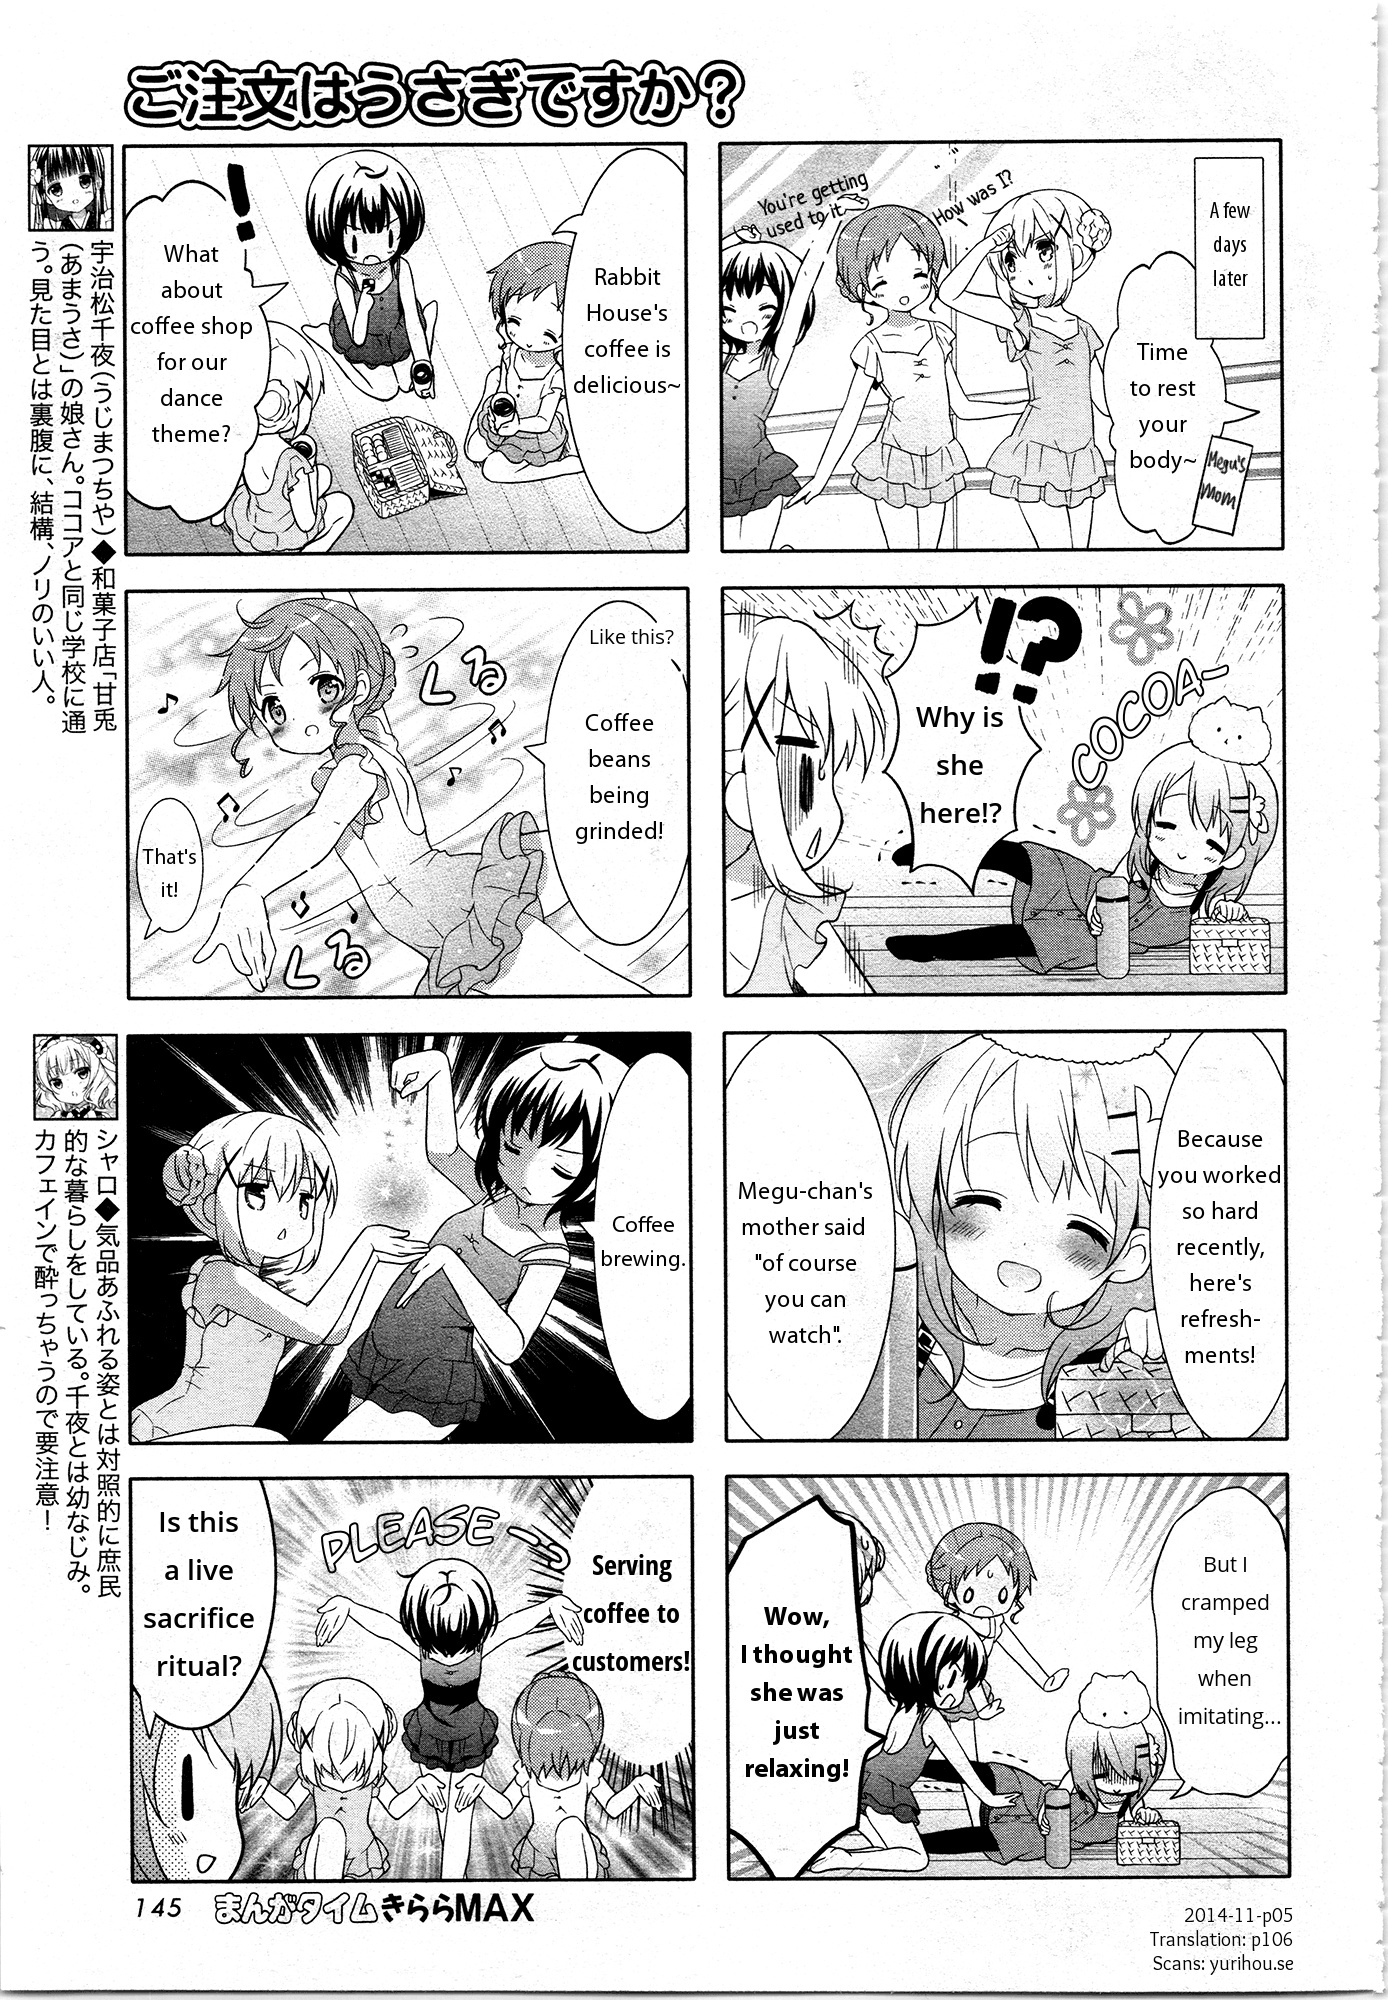 ご注文はうさぎですか?
A few
days
later
How was I?
You're getting
used to it
Time
to rest
your
body~
Megu's
Mom
!?
Why is
she
here!?
COCOA~
Because
you worked
so hard
recently,
here's
refresh-
ments!
Megu-chan's
mother said
"of course
you can
watch".
But I
cramped
my leg
when
imitating...
Wow,
I thought
she was
just
relaxing!
Rabbit
House's
coffee is
delicious~
!
What
about
coffee shop
for our
dance
theme?
Like this?
Coffee
beans
being
grinded!
くる
くる
That's
it!
Coffee
brewing.
Serving
coffee to
customers!
PLEASE~
Is this
a live
sacrifice
ritual?
宇治松千夜(うじまつちや)◆和菓子店「甘兎
(あまうさ)」の娘さん。ココアと同じ学校に通
う。見た目とは裏腹に、結構、ノリのいい人。
シャロ◆気品あふれる姿とは対照的に庶民
的な暮らしをしている。千夜とは幼なじみ。
カフェインで酔っちゃうので要注意!
145 まんがタイムきららMAX
2014-11-p05
Translation: p106
Scans: yurihou.se